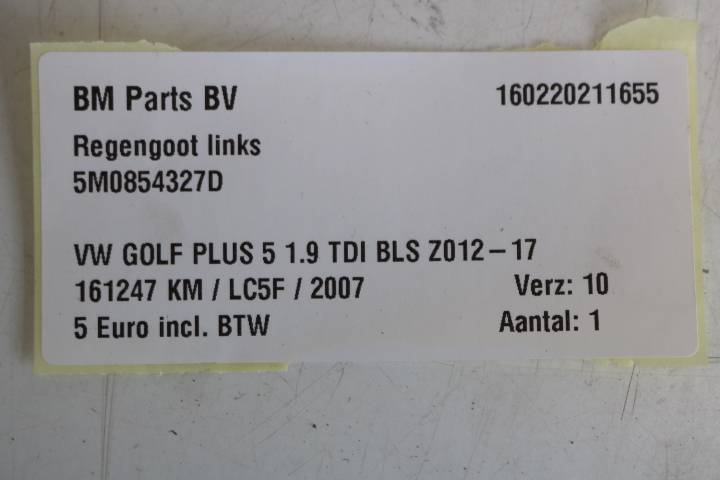 BM Parts BV 160220211655
Regengoot links
5M0854327D
VW GOLF PLUS 5 1.9 TDI BLS Z012-17
161247 KM / LC5F / 2007 Verz: 10
5 Euro incl. BTW Aantal: 1